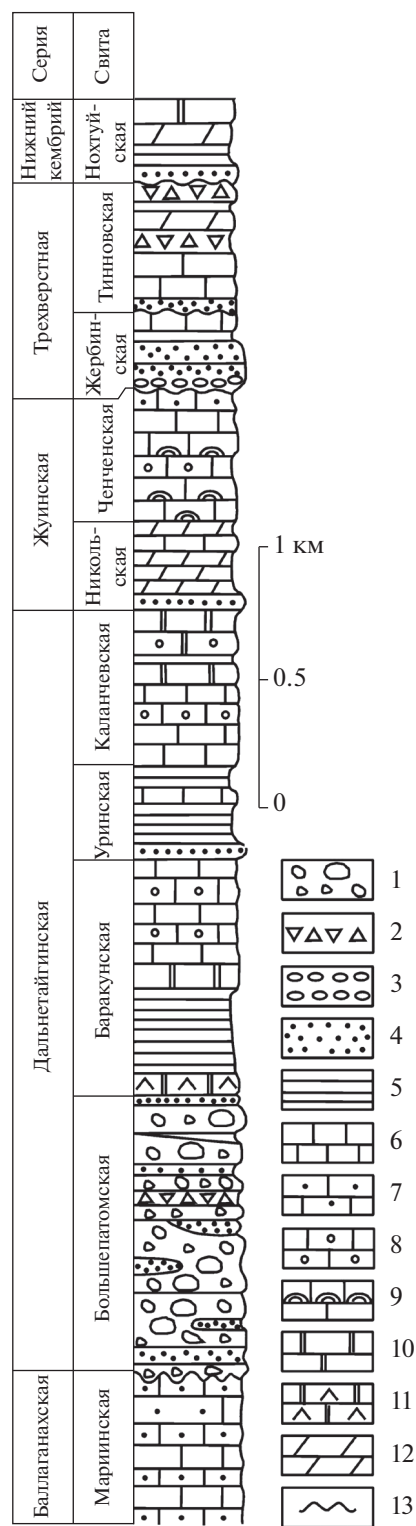 Серия
Свита
Нижний
кембрий
Нохтуй-
ская
Трехверстная
Тинновская
Жербин-
ская
Жуинская
Ченченская
Николь-
ская
Дальнетайгинская
Каланчевская
Уринская
Баракунская
Большепатомская
Баллаганахская
Мариинская
1 км
0.5
0
1
2
3
4
5
6
7
8
9
10
11
12
13